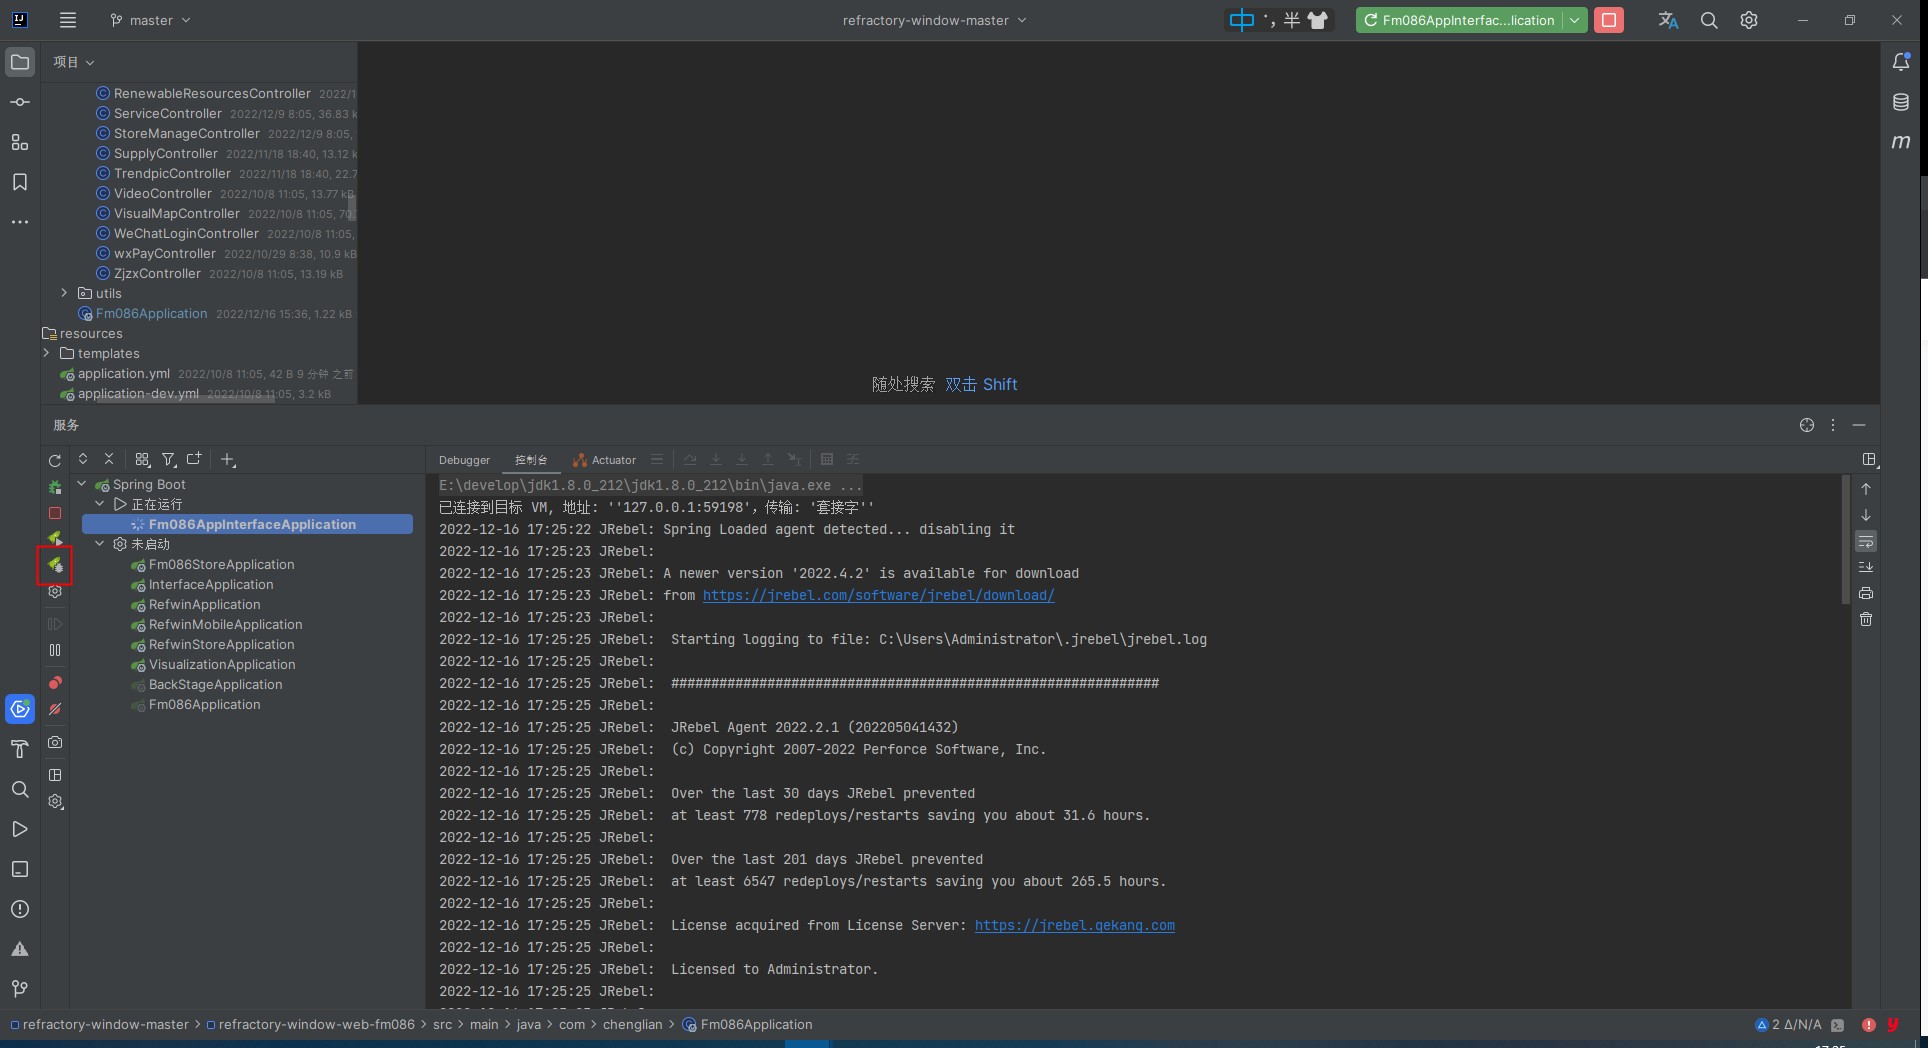 master
refractory-window-master
中 ·, 半
Fm086AppInterfac...lication
项目
RenewableResourcesController 2022/1
ServiceController 2022/12/9 8:05, 36.83 k
StoreManageController 2022/12/9 8:05,
SupplyController 2022/11/18 18:40, 13.12 k
TrendpicController 2022/11/18 18:40, 22.7
VideoController 2022/10/8 11:05, 13.77 kB
VisualMapController 2022/10/8 11:05, 70.
WeChatLoginController 2022/10/8 11:05,
wxPayController 2022/10/29 8:38, 10.9 kB
ZjzxController 2022/10/8 11:05, 13.19 kB
utils
Fm086Application 2022/12/16 15:36, 1.22 kB
resources
templates
application.yml 2022/10/8 11:05, 42 B 9 分钟 之前
application-dev.yml 2022/10/8 11:05, 3.2 kB
随处搜索 双击 Shift
服务
Debugger 控制台 Actuator
Spring Boot
正在运行
Fm086AppInterfaceApplication
未启动
Fm086StoreApplication
InterfaceApplication
RefwinApplication
RefwinMobileApplication
RefwinStoreApplication
VisualizationApplication
BackStageApplication
Fm086Application
E:\develop\jdk1.8.0_212\jdk1.8.0_212\bin\java.exe ...
已连接到目标 VM, 地址: ''127.0.0.1:59198'，传输: '套接字''
2022-12-16 17:25:22 JRebel: Spring Loaded agent detected... disabling it
2022-12-16 17:25:23 JRebel:
2022-12-16 17:25:23 JRebel: A newer version '2022.4.2' is available for download
2022-12-16 17:25:23 JRebel: from https://jrebel.com/software/jrebel/download/
2022-12-16 17:25:23 JRebel:
2022-12-16 17:25:25 JRebel:  Starting logging to file: C:\Users\Administrator\.jrebel\jrebel.log
2022-12-16 17:25:25 JRebel:
2022-12-16 17:25:25 JRebel:  #############################################################
2022-12-16 17:25:25 JRebel:
2022-12-16 17:25:25 JRebel:  JRebel Agent 2022.2.1 (202205041432)
2022-12-16 17:25:25 JRebel:  (c) Copyright 2007-2022 Perforce Software, Inc.
2022-12-16 17:25:25 JRebel:
2022-12-16 17:25:25 JRebel:  Over the last 30 days JRebel prevented
2022-12-16 17:25:25 JRebel:  at least 778 redeploys/restarts saving you about 31.6 hours.
2022-12-16 17:25:25 JRebel:
2022-12-16 17:25:25 JRebel:  Over the last 201 days JRebel prevented
2022-12-16 17:25:25 JRebel:  at least 6547 redeploys/restarts saving you about 265.5 hours.
2022-12-16 17:25:25 JRebel:
2022-12-16 17:25:25 JRebel:  License acquired from License Server: https://jrebel.qekang.com
2022-12-16 17:25:25 JRebel:
2022-12-16 17:25:25 JRebel:  Licensed to Administrator.
2022-12-16 17:25:25 JRebel:
refractory-window-master > refractory-window-web-fm086 > src > main > java > com > chenglian > Fm086Application
2 Δ/N/A